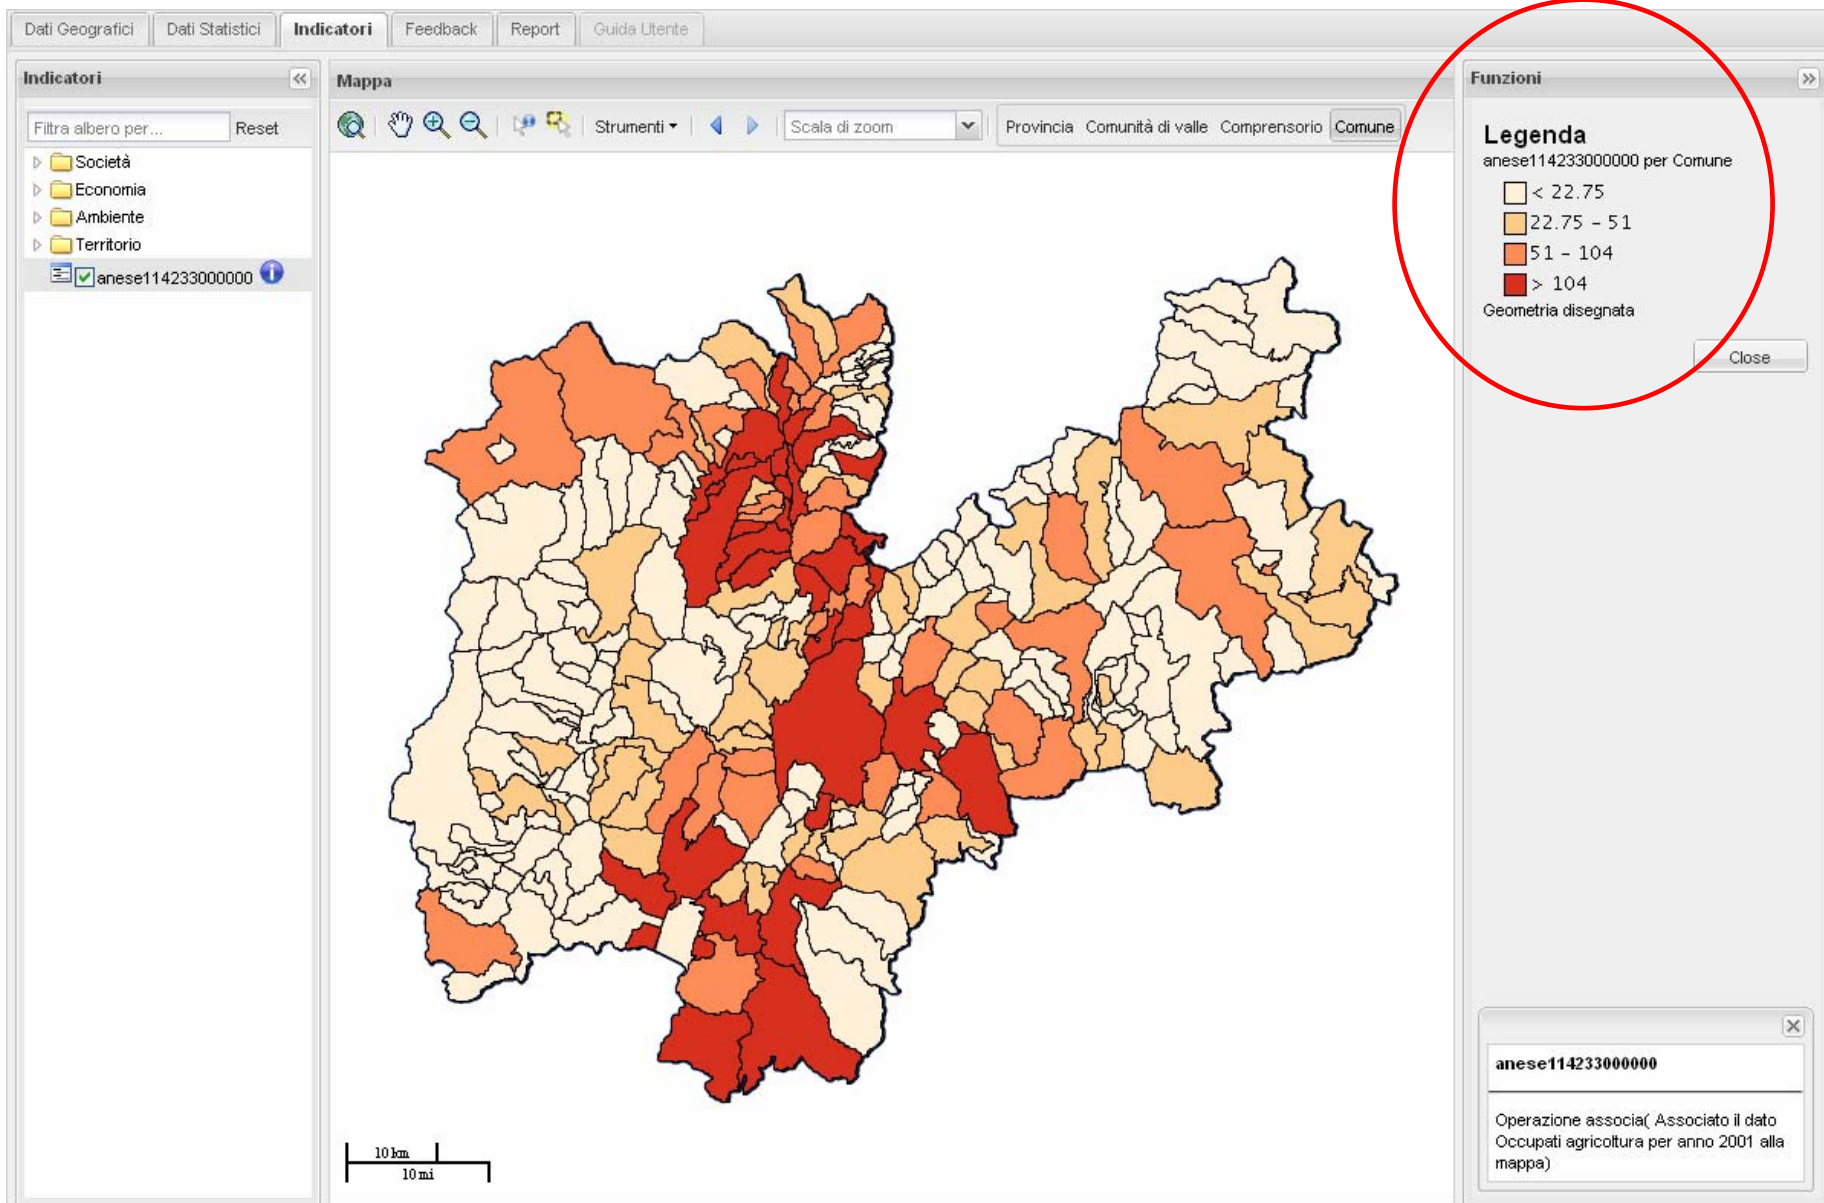 Dati Geografici Dati Statistici Indicatori Feedback Report Guida Utente
Indicatori
Filtra albero per... Reset
Società
Economia
Ambiente
Territorio
anese114233000000
Mappa
Strumenti Scala di zoom Provincia Comunità di valle Comprensorio Comune
10 km
10 mi
Funzioni
Legenda
anese114233000000 per Comune
< 22.75
22.75 - 51
51 - 104
> 104
Geometria disegnata
Close
anese114233000000
Operazione associa( Associato il dato
Occupati agricoltura per anno 2001 alla
mappa)